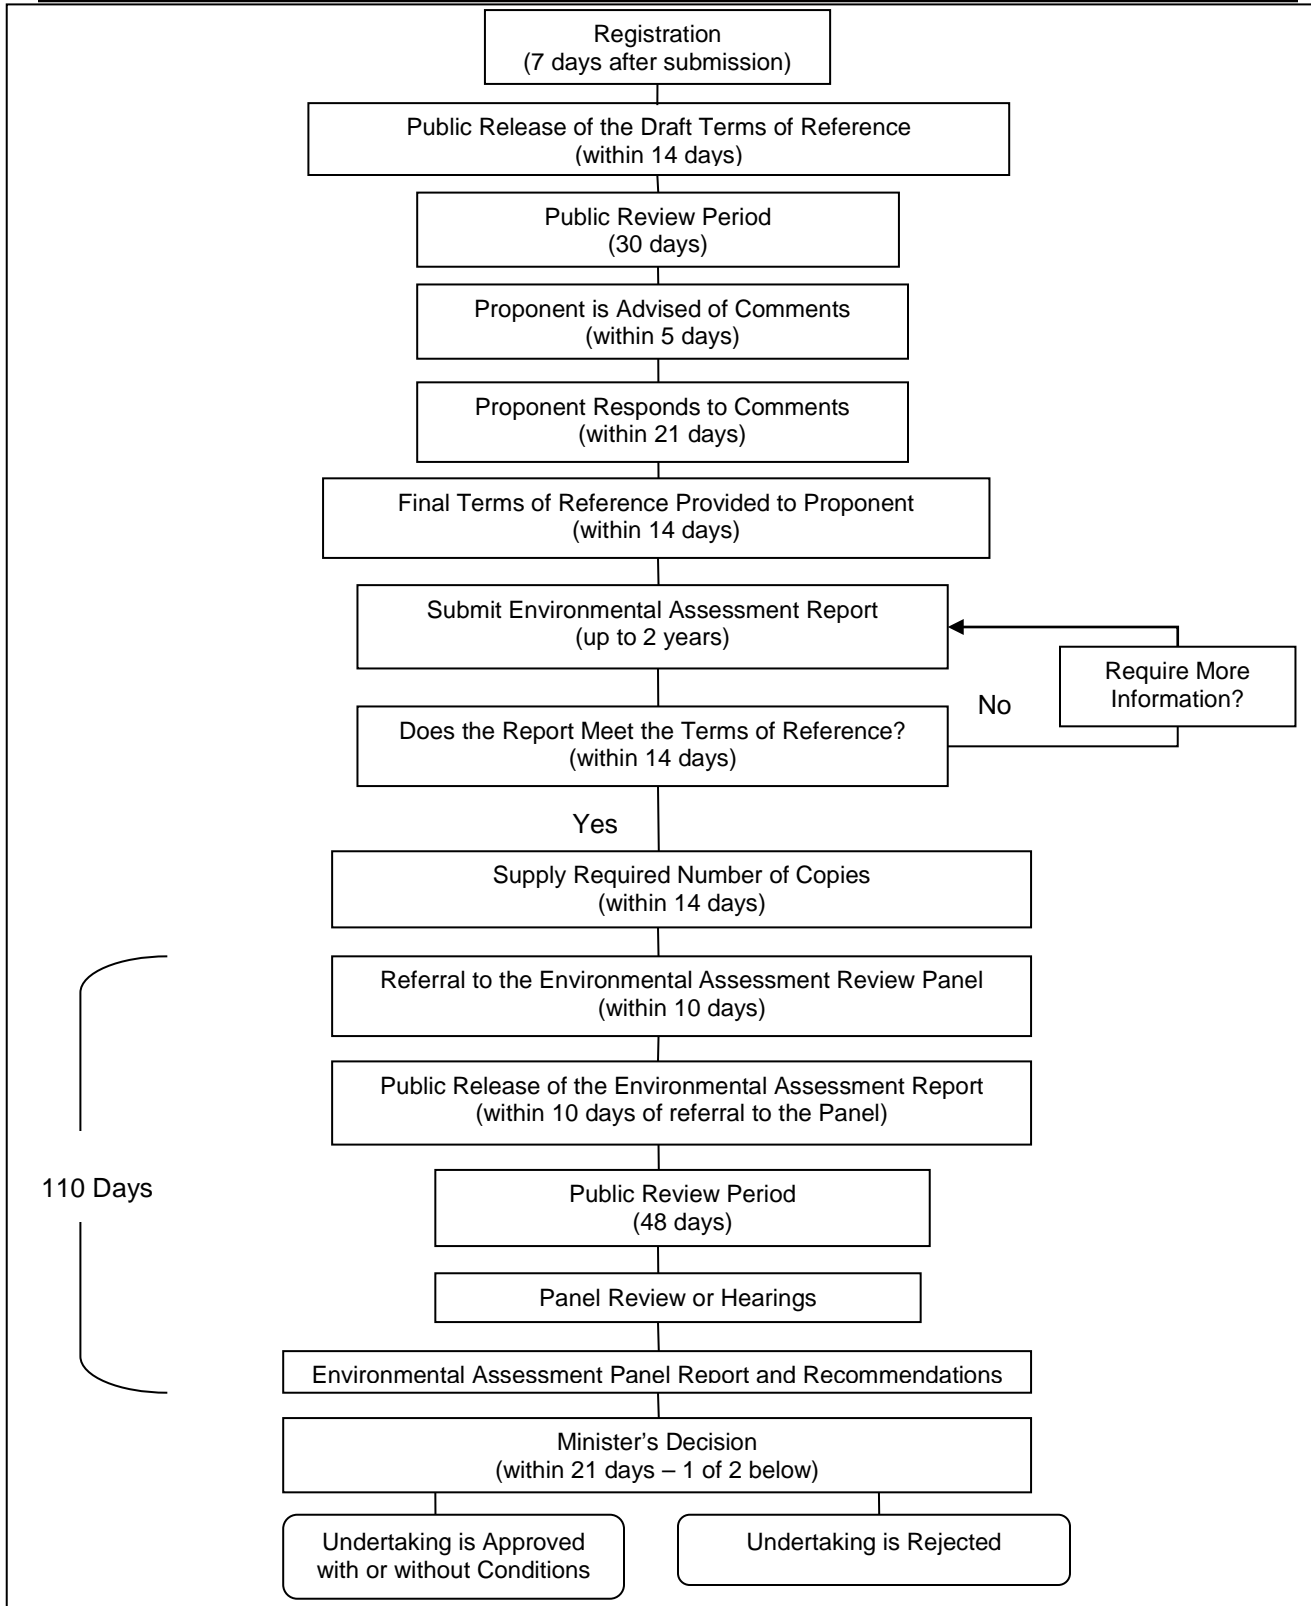 Registration
(7 days after submission)
Public Release of the Draft Terms of Reference
(within 14 days)
Public Review Period
(30 days)
Proponent is Advised of Comments
(within 5 days)
Proponent Responds to Comments
(within 21 days)
Final Terms of Reference Provided to Proponent
(within 14 days)
Submit Environmental Assessment Report
(up to 2 years)
Require More
Information?
No
Does the Report Meet the Terms of Reference?
(within 14 days)
Yes
Supply Required Number of Copies
(within 14 days)
Referral to the Environmental Assessment Review Panel
(within 10 days)
Public Release of the Environmental Assessment Report
(within 10 days of referral to the Panel)
110 Days
Public Review Period
(48 days)
Panel Review or Hearings
Environmental Assessment Panel Report and Recommendations
Minister’s Decision
(within 21 days – 1 of 2 below)
Undertaking is Approved
with or without Conditions
Undertaking is Rejected